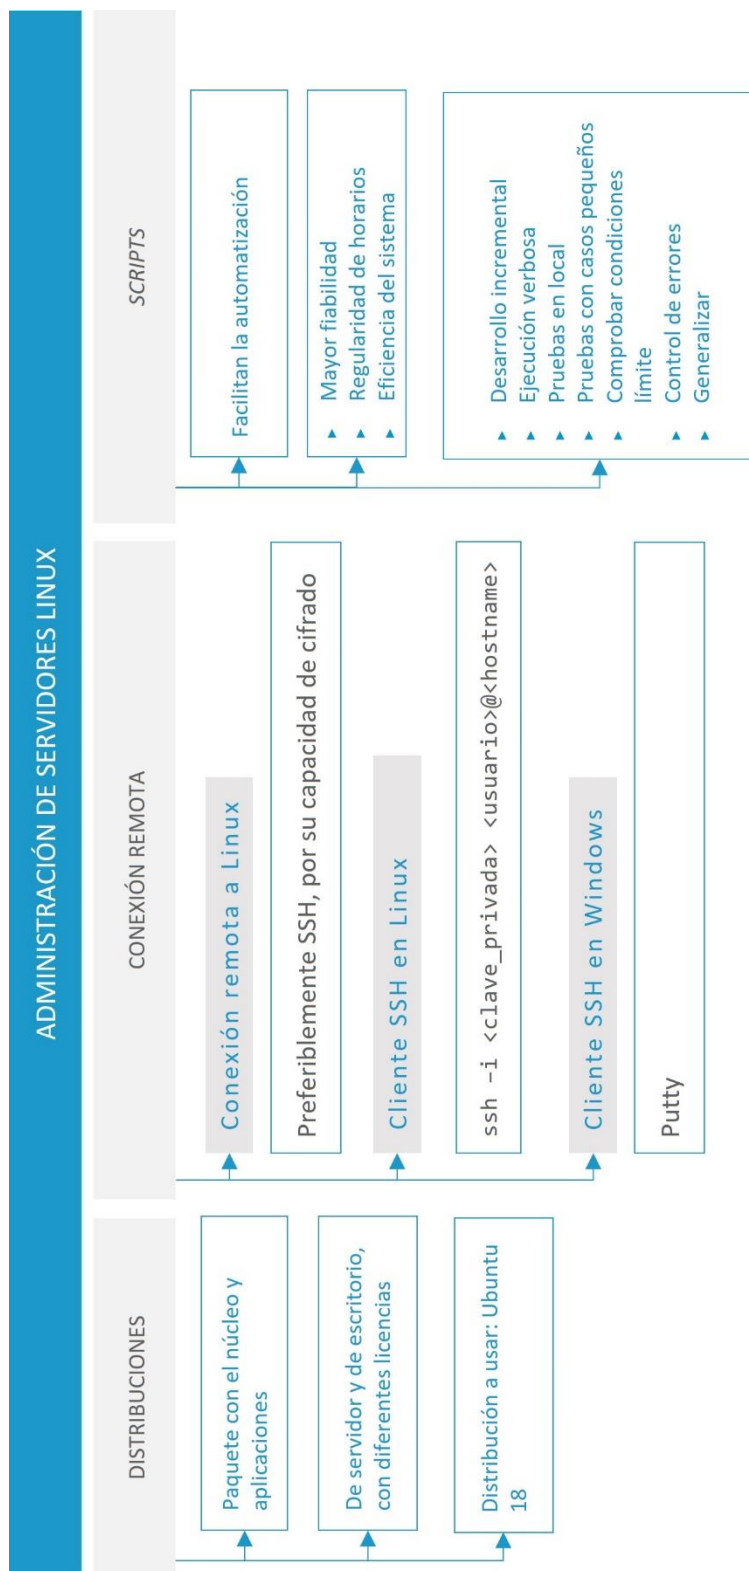 ADMINISTRACIÓN DE SERVIDORES LINUX
DISTRIBUCIONES
Paquete con el núcleo y
aplicaciones
De servidor y de escritorio,
con diferentes licencias
Distribución a usar: Ubuntu
18
CONEXIÓN REMOTA
Conexión remota a Linux
Preferiblemente SSH, por su capacidad de cifrado
Cliente SSH en Linux
ssh -i <clave_privada> <usuario>@<hostname>
Cliente SSH en Windows
Putty
SCRIPTS
Facilitan la automatización
▸ Mayor fiabilidad
▸ Regularidad de horarios
▸ Eficiencia del sistema
▸ Desarrollo incremental
▸ Ejecución verbosa
▸ Pruebas en local
▸ Pruebas con casos pequeños
▸ Comprobar condiciones
límite
▸ Control de errores
▸ Generalizar